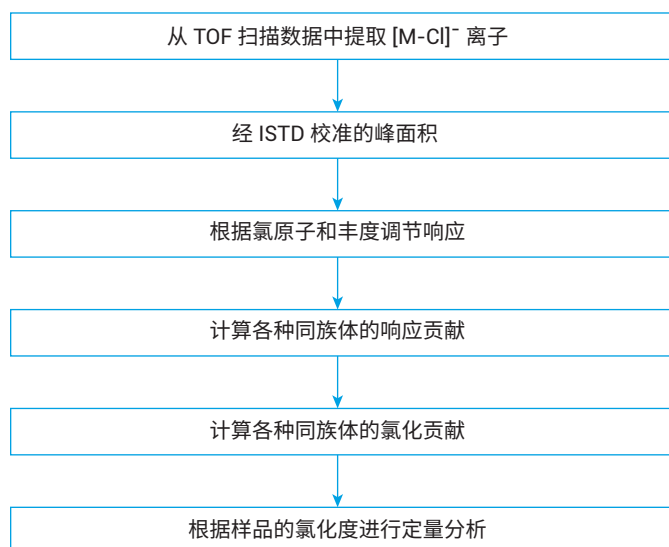 从 TOF 扫描数据中提取 [M-Cl]⁻ 离子
经 ISTD 校准的峰面积
根据氯原子和丰度调节响应
计算各种同族体的响应贡献
计算各种同族体的氯化贡献
根据样品的氯化度进行定量分析